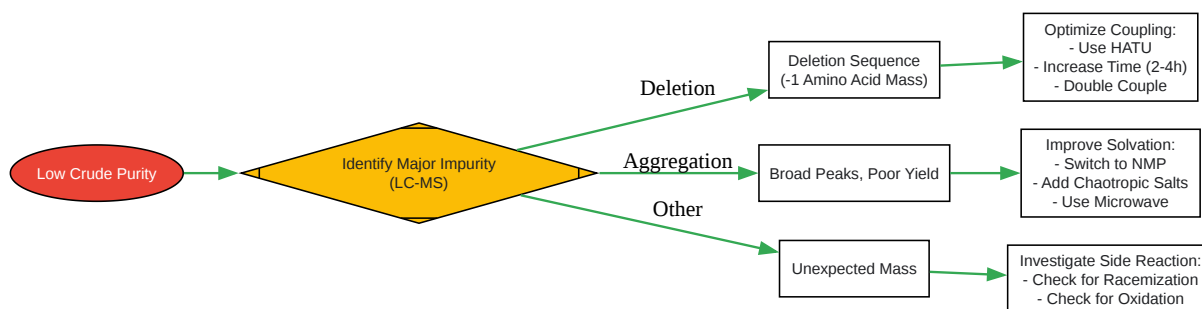 Low Crude Purity
Identify Major Impurity
(LC-MS)
Deletion
Aggregation
Other
Deletion Sequence
(-1 Amino Acid Mass)
Broad Peaks, Poor Yield
Unexpected Mass
Optimize Coupling:
- Use HATU
- Increase Time (2-4h)
- Double Couple
Improve Solvation:
- Switch to NMP
- Add Chaotropic Salts
- Use Microwave
Investigate Side Reaction:
- Check for Racemization
- Check for Oxidation